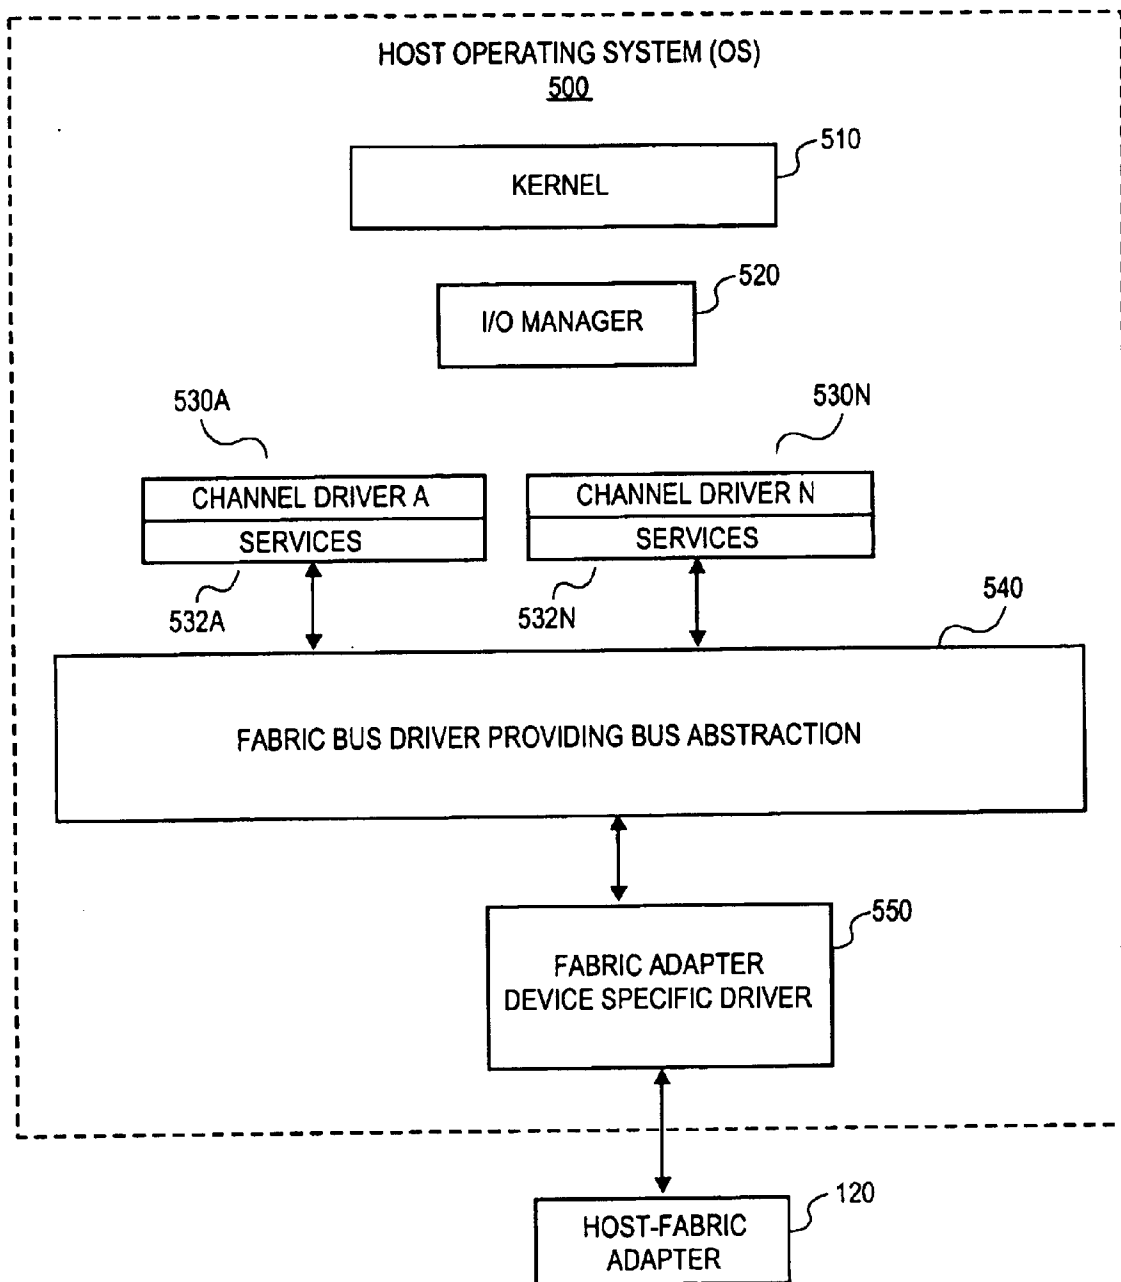 HOST OPERATING SYSTEM (OS)
500
510
KERNEL
520
I/O MANAGER
530A
530N
CHANNEL DRIVER A
SERVICES
CHANNEL DRIVER N
SERVICES
532A
532N
540
FABRIC BUS DRIVER PROVIDING BUS ABSTRACTION
550
FABRIC ADAPTER
DEVICE SPECIFIC DRIVER
120
HOST-FABRIC
ADAPTER